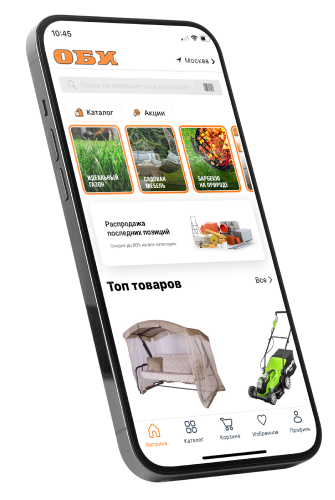 10:45
ОБИ
Москва
Поиск по названию или категории
Каталог
Акции
ИДЕАЛЬНЫЙ
ГАЗОН
САДОВАЯ
МЕБЕЛЬ
БАРБЕКЮ
НА ПРИРОДЕ
Распродажа
последних позиций
Скидки до 80% на все категории.
Топ товаров
Все
Витрина
Каталог
Корзина
Избранное
Профиль